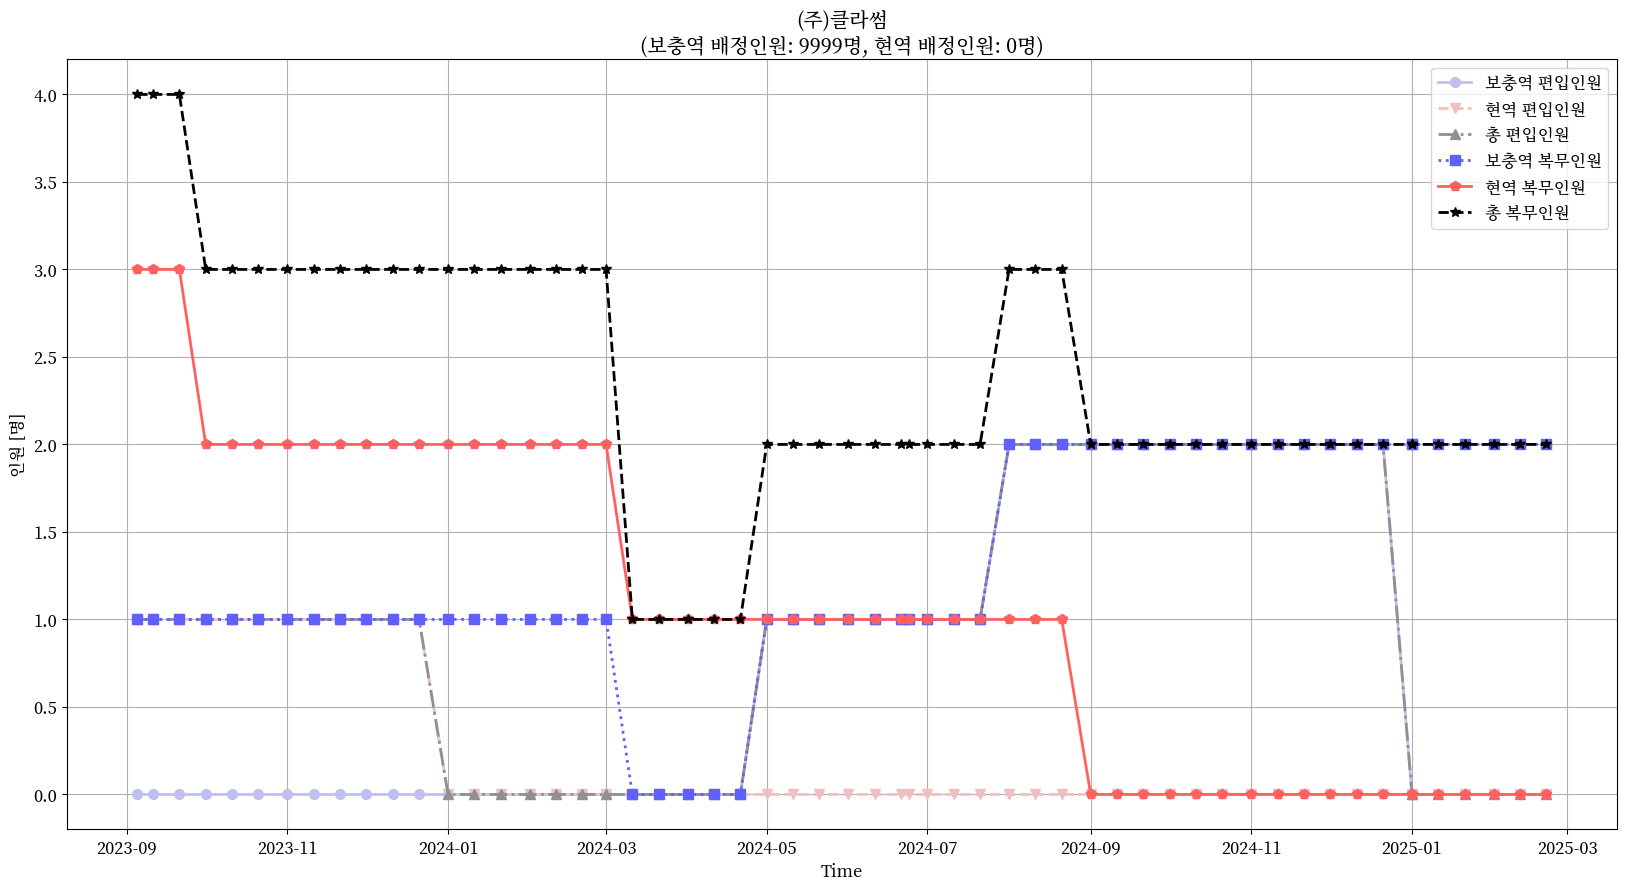 (주)클라썸
(보충역 배정인원: 9999명, 현역 배정인원: 0명)
보충역 편입인원
현역 편입인원
총 편입인원
보충역 복무인원
현역 복무인원
총 복무인원
인원 [명]
4.0
3.5
3.0
2.5
2.0
1.5
1.0
0.5
0.0
2023-09 2023-11 2024-01 2024-03 2024-05 2024-07 2024-09 2024-11 2025-01 2025-03
Time